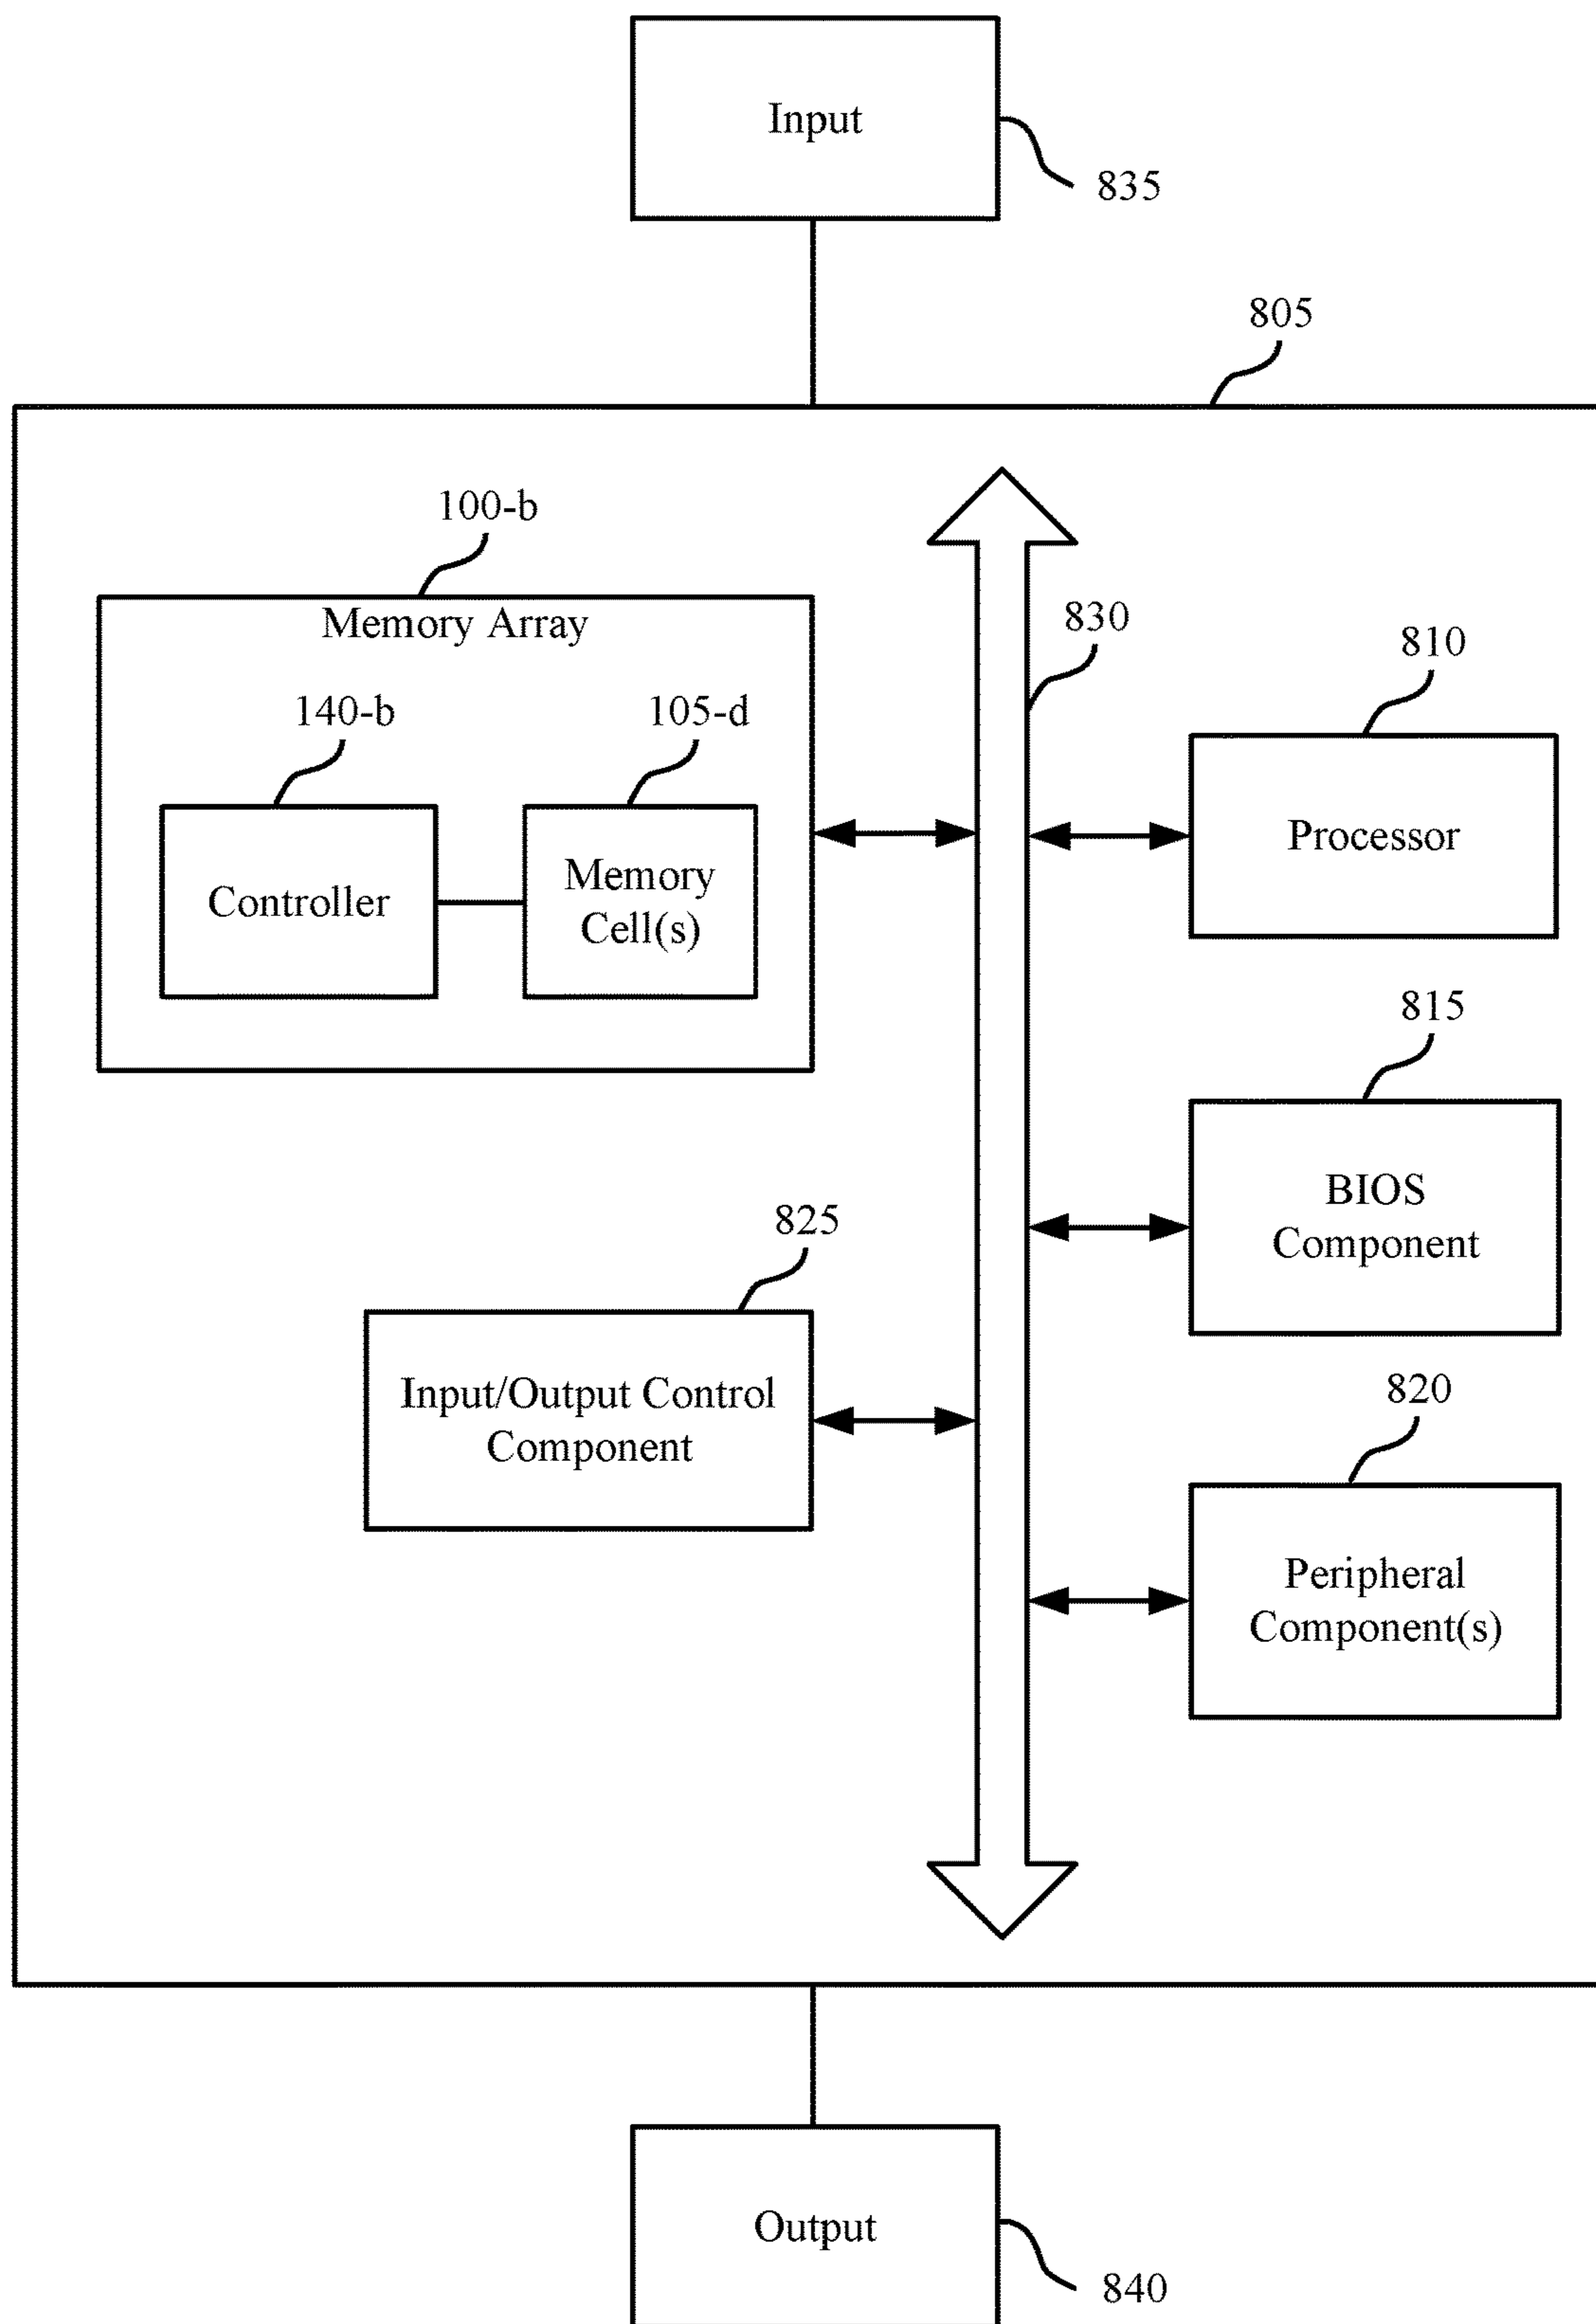 Input
835
805
100-b
Memory Array
830
810
140-b
105-d
Controller
Memory
Cell(s)
Processor
815
BIOS
Component
825
Input/Output Control
Component
820
Peripheral
Component(s)
Output
840